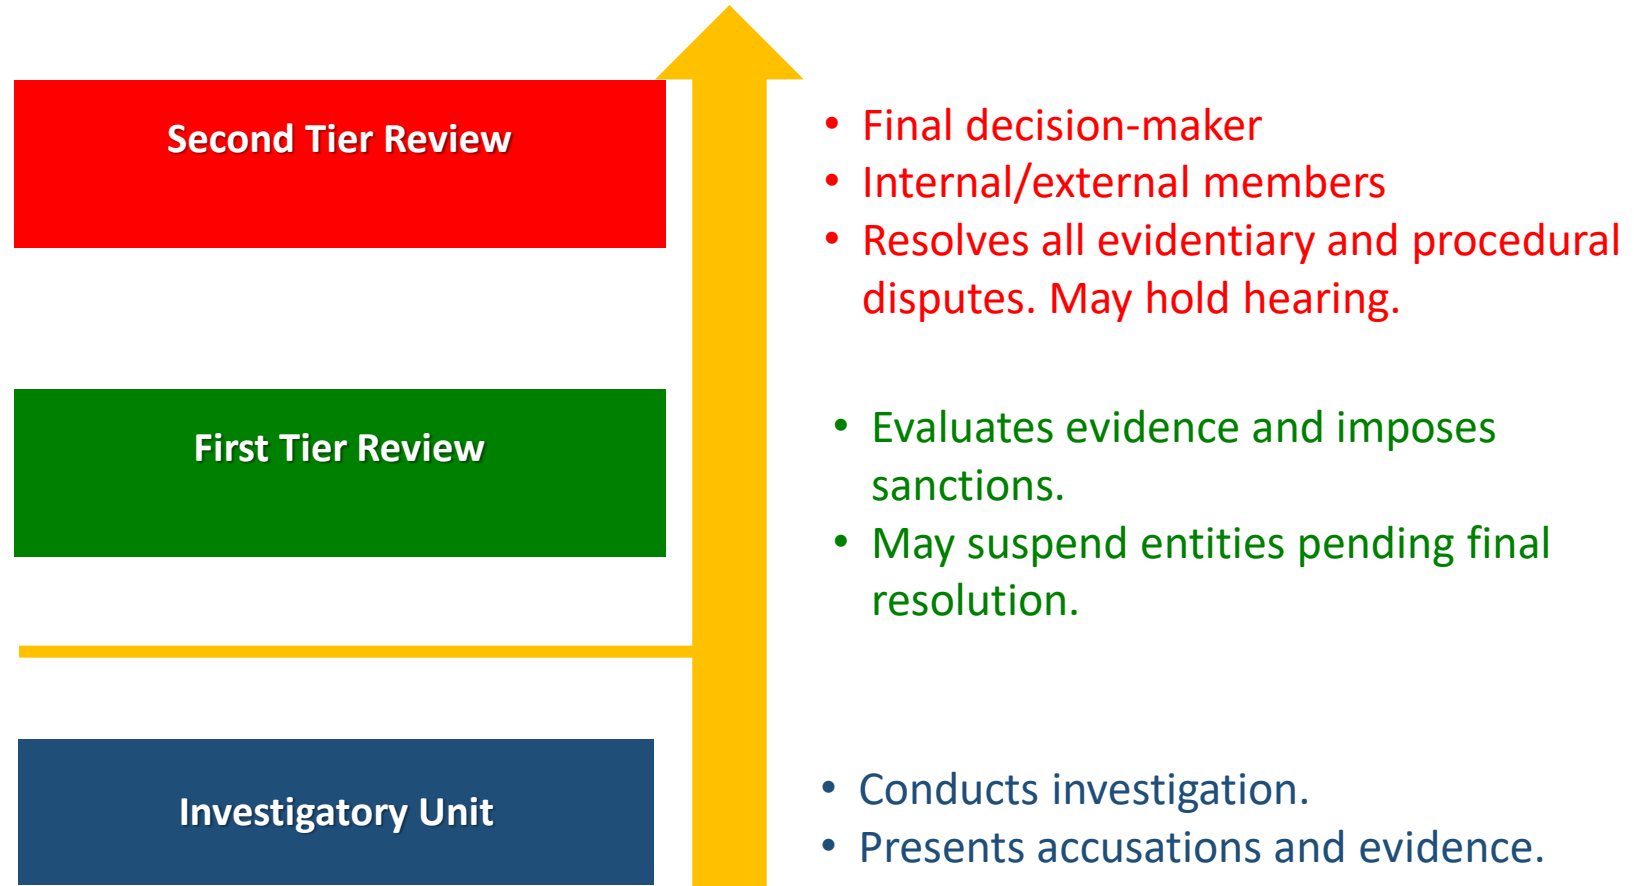 Second Tier Review
• Final decision-maker
• Internal/external members
• Resolves all evidentiary and procedural
disputes. May hold hearing.
First Tier Review
• Evaluates evidence and imposes
sanctions.
• May suspend entities pending final
resolution.
Investigatory Unit
• Conducts investigation.
• Presents accusations and evidence.